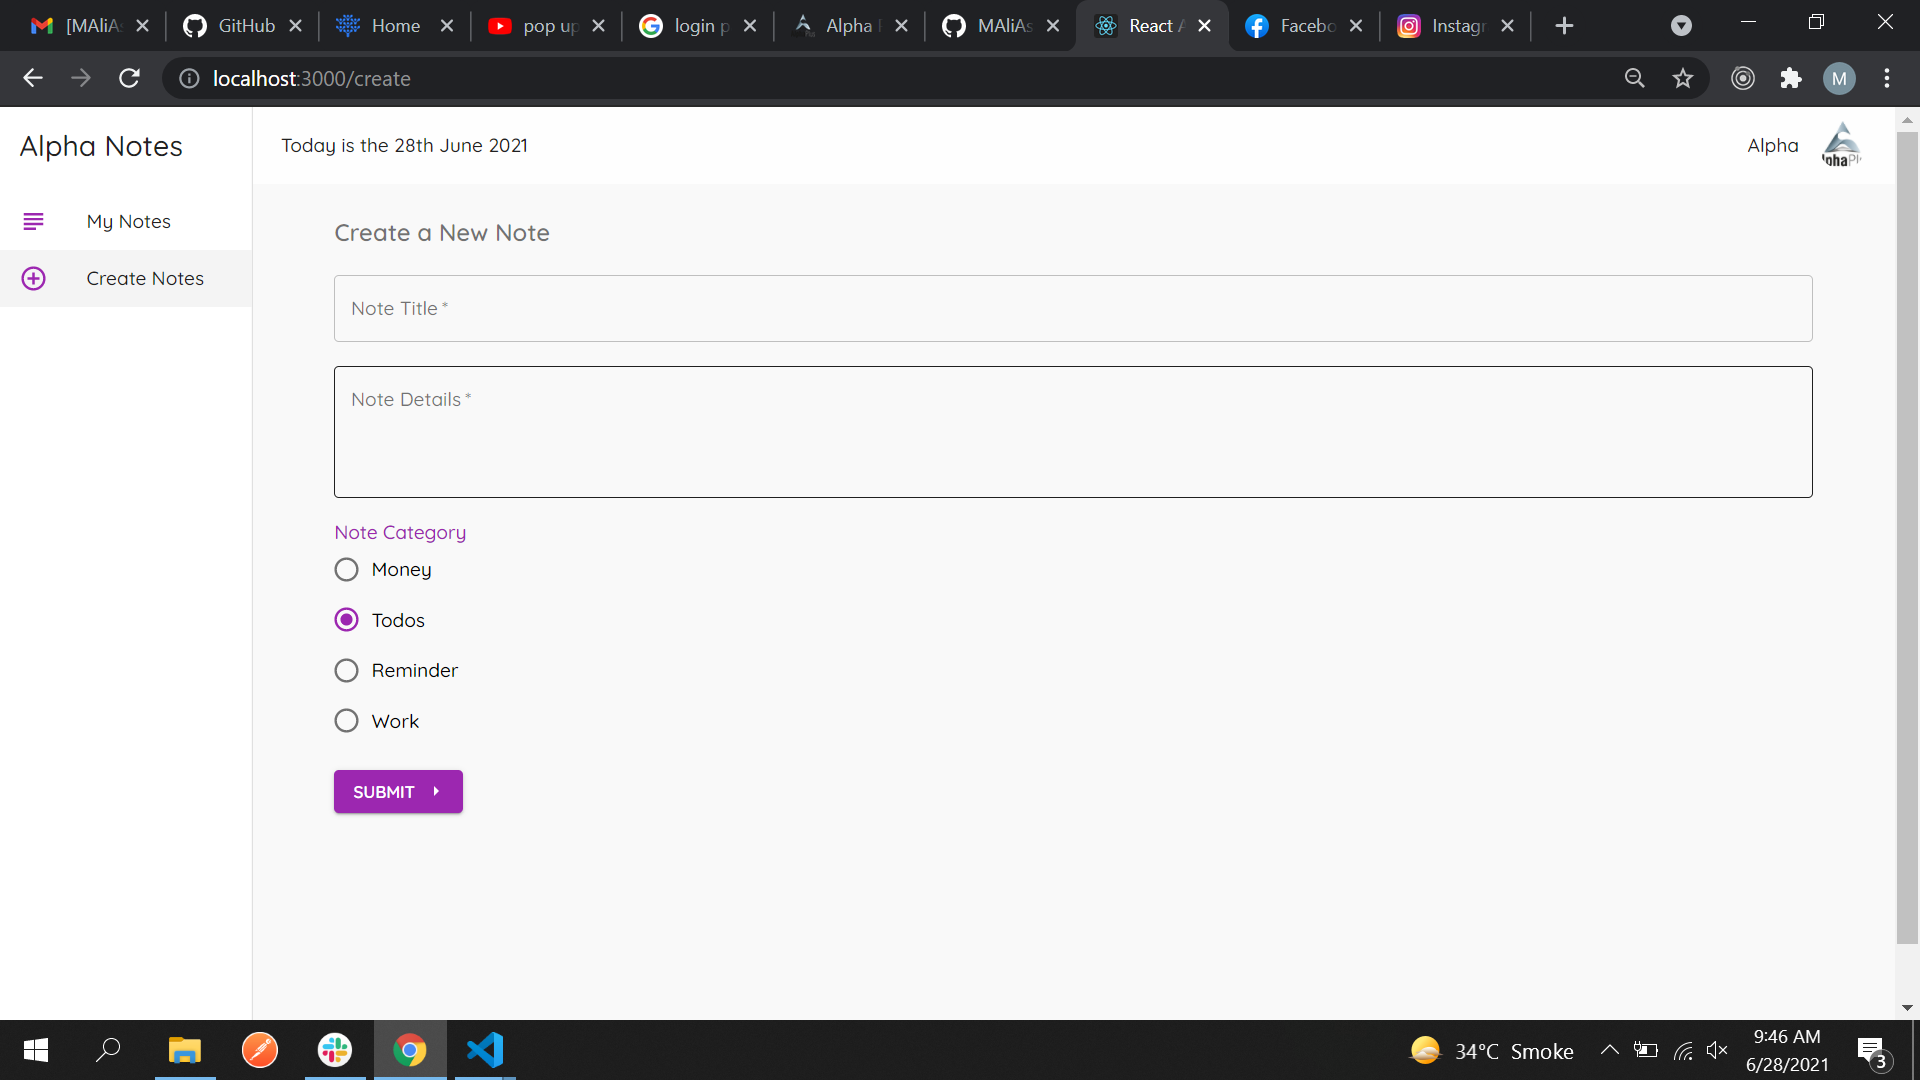 [MAliAs
GitHub
Home
pop up
login p
Alpha
MAliAs
React A
Facebo
Instagr
localhost:3000/create
M
Alpha Notes
Today is the 28th June 2021
Alpha
My Notes
Create Notes
Create a New Note
Note Title *
Note Details *
Note Category
Money
Todos
Reminder
Work
SUBMIT
34°C Smoke
9:46 AM
6/28/2021
3